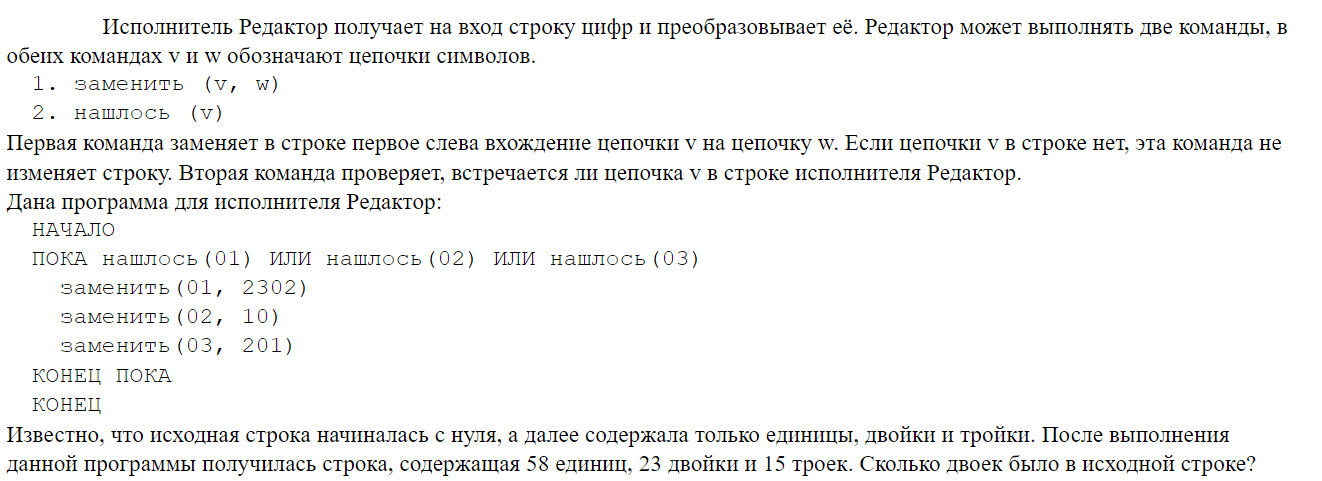 Исполнитель Редактор получает на вход строку цифр и преобразовывает её. Редактор может выполнять две команды, в
обеих командах v и w обозначают цепочки символов.
1. заменить (v, w)
2. нашлось (v)
Первая команда заменяет в строке первое слева вхождение цепочки v на цепочку w. Если цепочки v в строке нет, эта команда не
изменяет строку. Вторая команда проверяет, встречается ли цепочка v в строке исполнителя Редактор.
Дана программа для исполнителя Редактор:
НАЧАЛО
ПОКА нашлось(01) ИЛИ нашлось(02) ИЛИ нашлось(03)
заменить(01, 2302)
заменить(02, 10)
заменить(03, 201)
КОНЕЦ ПОКА
КОНЕЦ
Известно, что исходная строка начиналась с нуля, а далее содержала только единицы, двойки и тройки. После выполнения
данной программы получилась строка, содержащая 58 единиц, 23 двойки и 15 троек. Сколько двоек было в исходной строке?